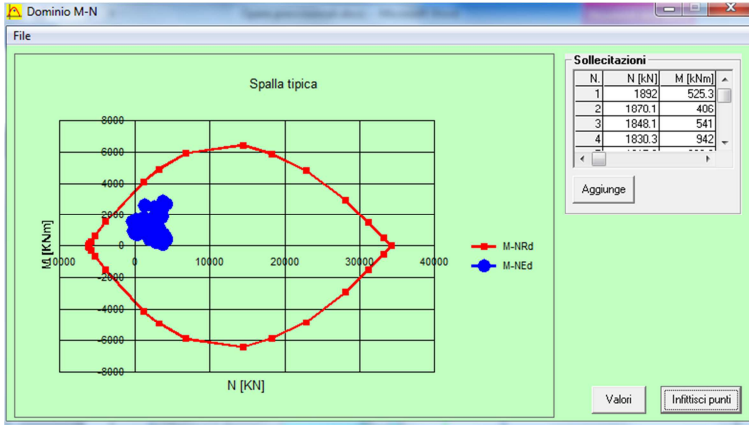 Dominio M-N
File
Spalla tipica
8000
6000
4000
2000
0
-2000
-4000
-6000
-8000
M [KNm]
10000 0 10000 20000 30000 40000
N [KN]
M-NRd
M-NEd
Sollecitazioni
N. N [kN] M [kNm]
1 1892 525.3
2 1870.1 406
3 1848.1 541
4 1830.3 942
Aggiunge
Valori
Infittisci punti